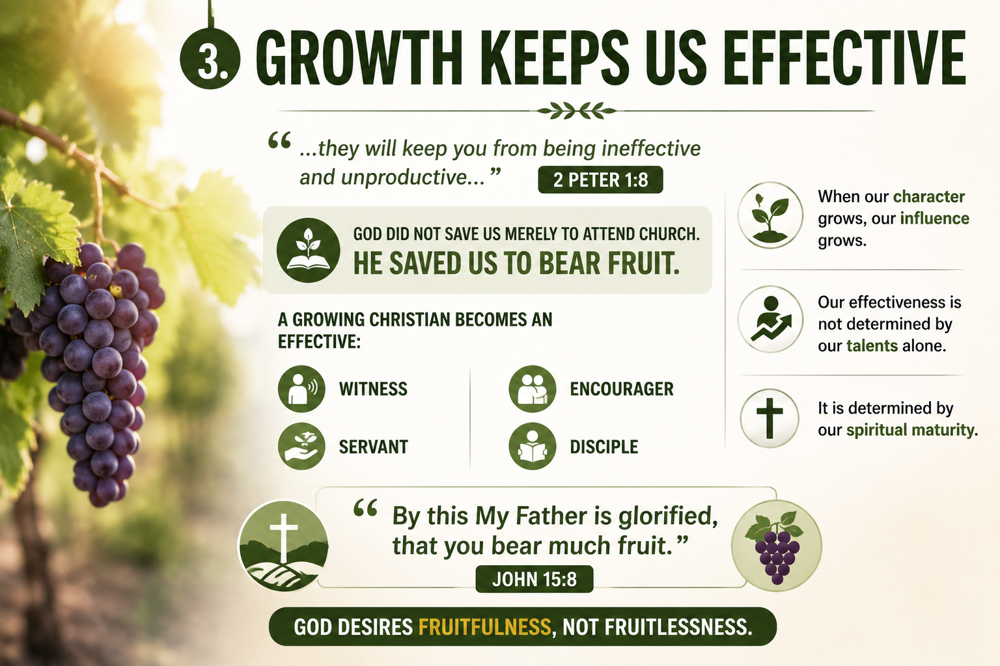 3. GROWTH KEEPS US EFFECTIVE
“ ...they will keep you from being ineffective
and unproductive... ”
2 PETER 1:8
GOD DID NOT SAVE US MERELY TO ATTEND CHURCH.
HE SAVED US TO BEAR FRUIT.
A GROWING CHRISTIAN BECOMES AN
EFFECTIVE:
WITNESS
ENCOURAGER
SERVANT
DISCIPLE
When our character
grows, our influence
grows.
Our effectiveness is
not determined by
our talents alone.
It is determined by
our spiritual maturity.
“ By this My Father is glorified,
that you bear much fruit. ”
JOHN 15:8
GOD DESIRES FRUITFULNESS, NOT FRUITLESSNESS.